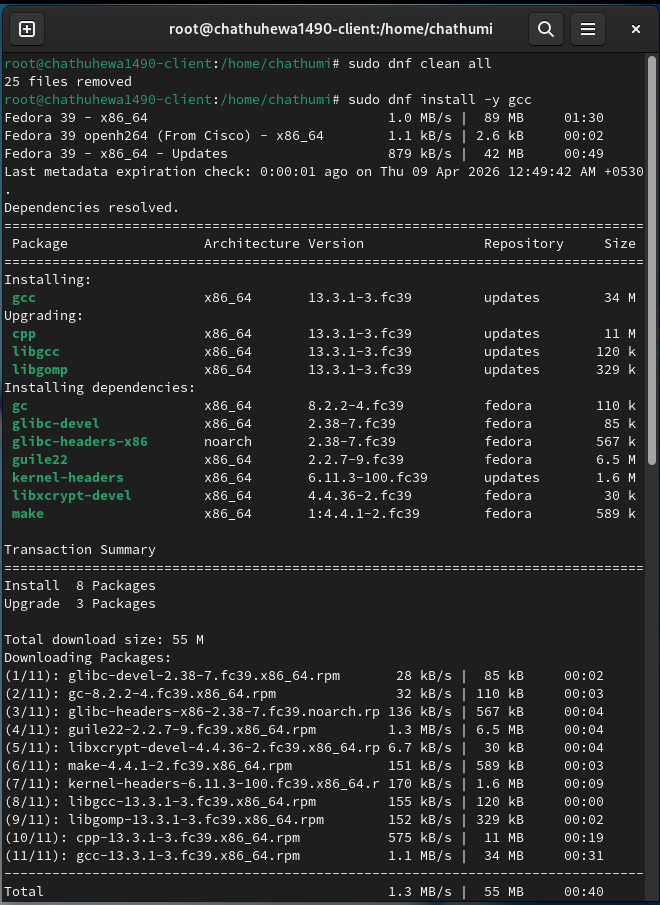 root@chathuhewa1490-client:/home/chathumi
root@chathuhewa1490-client:/home/chathumi# sudo dnf clean all
25 files removed
root@chathuhewa1490-client:/home/chathumi# sudo dnf install -y gcc
Fedora 39 - x86_64                              1.0 MB/s |  89 MB     01:30
Fedora 39 openh264 (From Cisco) - x86_64        1.1 kB/s | 2.6 kB     00:02
Fedora 39 - x86_64 - Updates                    879 kB/s |  42 MB     00:49
Last metadata expiration check: 0:00:01 ago on Thu 09 Apr 2026 12:49:42 AM +0530
.
Dependencies resolved.
================================================================================
 Package                 Architecture Version               Repository     Size
================================================================================
Installing:
 gcc                     x86_64       13.3.1-3.fc39         updates        34 M
Upgrading:
 cpp                     x86_64       13.3.1-3.fc39         updates        11 M
 libgcc                  x86_64       13.3.1-3.fc39         updates       120 k
 libgomp                 x86_64       13.3.1-3.fc39         updates       329 k
Installing dependencies:
 gc                      x86_64       8.2.2-4.fc39          fedora        110 k
 glibc-devel             x86_64       2.38-7.fc39           fedora         85 k
 glibc-headers-x86       noarch       2.38-7.fc39           fedora        567 k
 guile22                 x86_64       2.2.7-9.fc39          fedora        6.5 M
 kernel-headers          x86_64       6.11.3-100.fc39       updates       1.6 M
 libxcrypt-devel         x86_64       4.4.36-2.fc39         fedora         30 k
 make                    x86_64       1:4.4.1-2.fc39        fedora        589 k
Transaction Summary
================================================================================
Install  8 Packages
Upgrade  3 Packages
Total download size: 55 M
Downloading Packages:
(1/11): glibc-devel-2.38-7.fc39.x86_64.rpm       28 kB/s |  85 kB     00:02
(2/11): gc-8.2.2-4.fc39.x86_64.rpm               32 kB/s | 110 kB     00:03
(3/11): glibc-headers-x86-2.38-7.fc39.noarch.rp 136 kB/s | 567 kB     00:04
(4/11): guile22-2.2.7-9.fc39.x86_64.rpm         1.3 MB/s | 6.5 MB     00:04
(5/11): libxcrypt-devel-4.4.36-2.fc39.x86_64.rp 6.7 kB/s |  30 kB     00:04
(6/11): make-4.4.1-2.fc39.x86_64.rpm            151 kB/s | 589 kB     00:03
(7/11): kernel-headers-6.11.3-100.fc39.x86_64.r 170 kB/s | 1.6 MB     00:09
(8/11): libgcc-13.3.1-3.fc39.x86_64.rpm         155 kB/s | 120 kB     00:00
(9/11): libgomp-13.3.1-3.fc39.x86_64.rpm        152 kB/s | 329 kB     00:02
(10/11): cpp-13.3.1-3.fc39.x86_64.rpm           575 kB/s |  11 MB     00:19
(11/11): gcc-13.3.1-3.fc39.x86_64.rpm           1.1 MB/s |  34 MB     00:31
--------------------------------------------------------------------------------
Total                                           1.3 MB/s |  55 MB     00:40